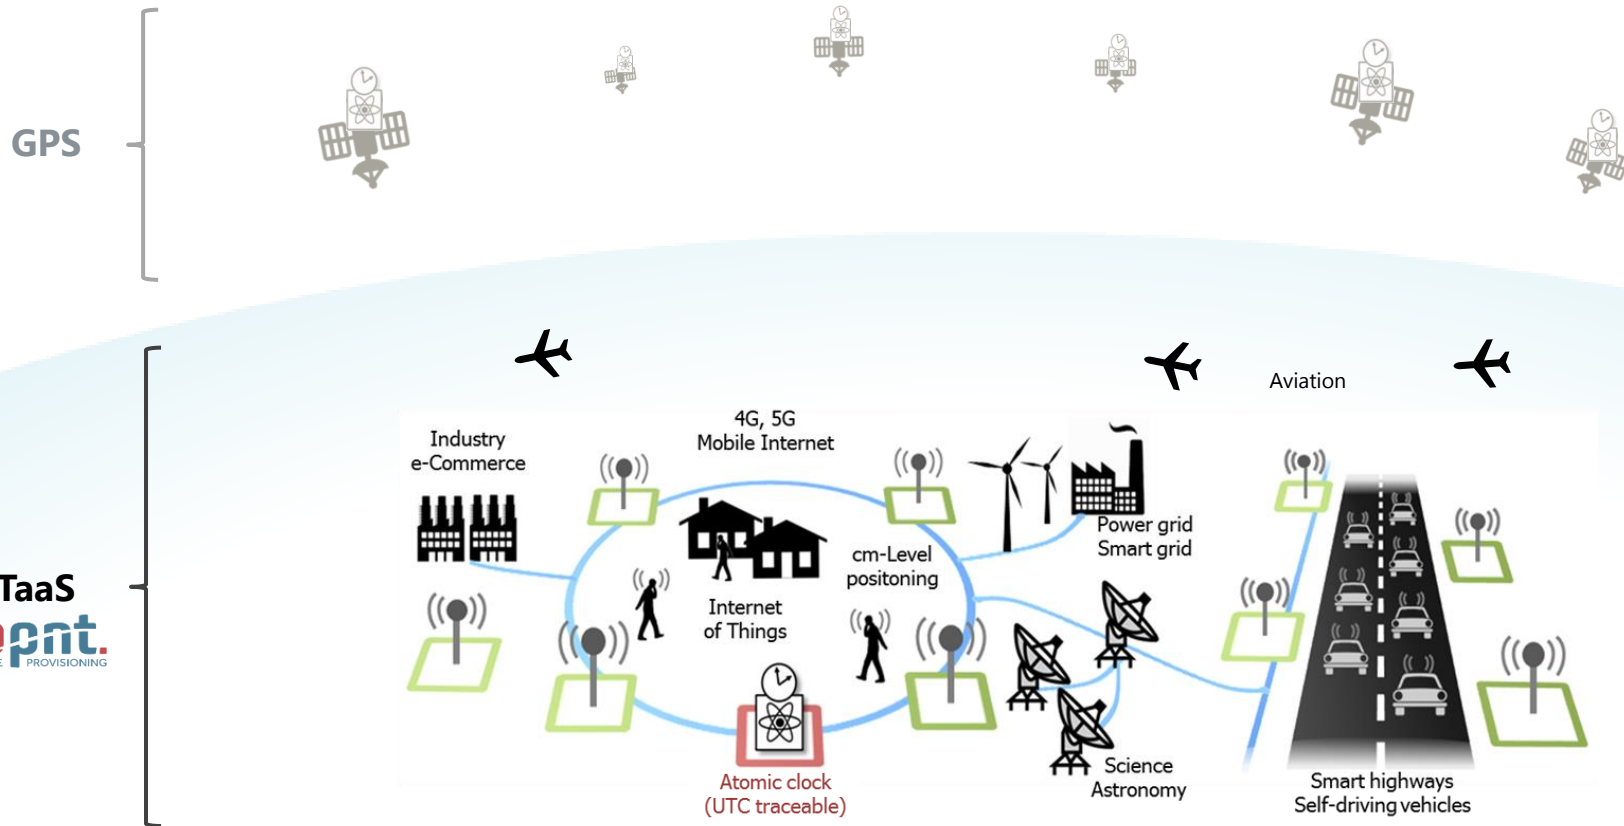 GPS
Aviation
4G, 5G
Mobile Internet
Industry
e-Commerce
Power grid
Smart grid
cm-Level
positoning
TaaS
Internet
of Things
pnt.
PROVISIONING
Science
Astronomy
Atomic clock
(UTC traceable)
Smart highways
Self-driving vehicles